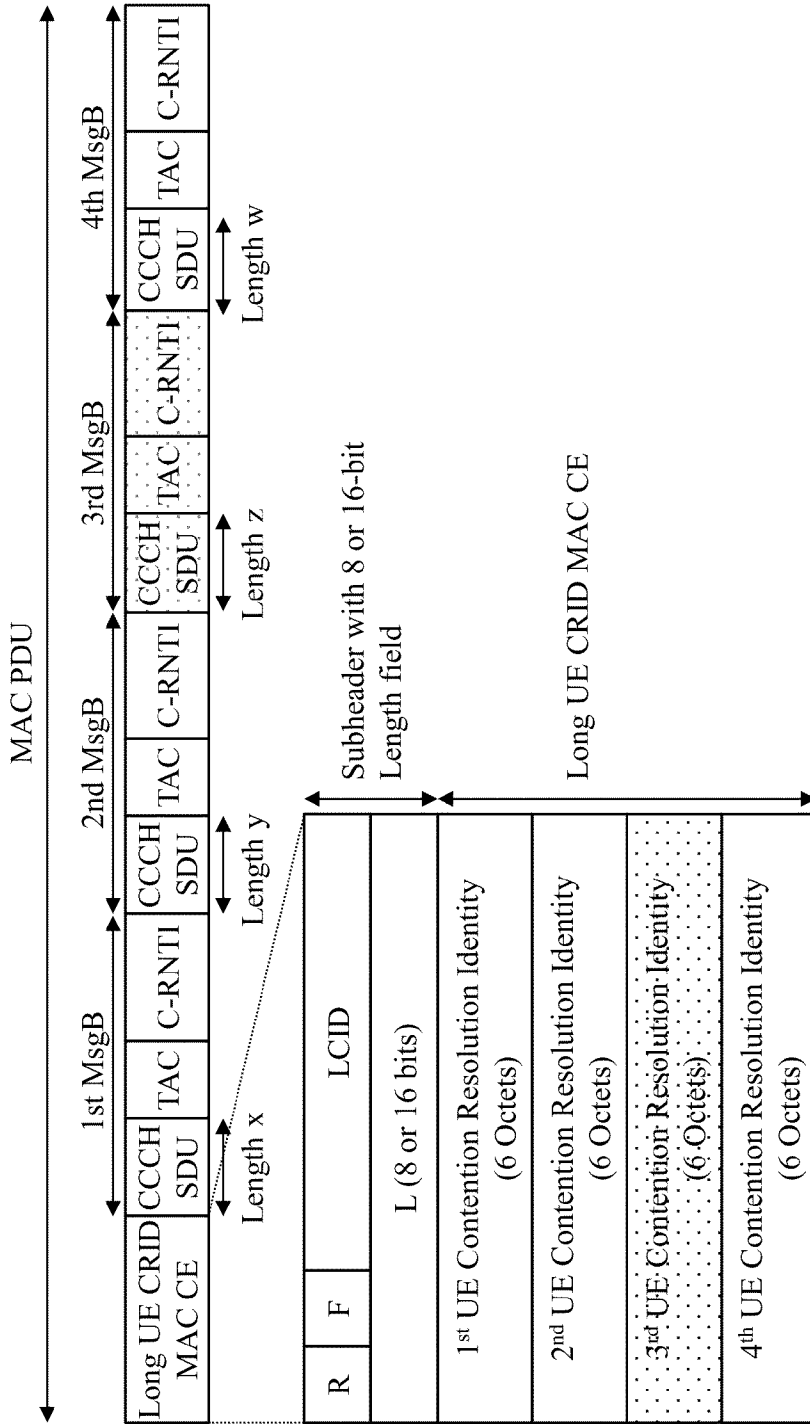 MAC PDU
1st MsgB
2nd MsgB
3rd MsgB
4th MsgB
Long UE CRID
MAC CE
CCCH
SDU
TAC
C-RNTI
CCCH
SDU
TAC
C-RNTI
CCCH
SDU
TAC
C-RNTI
CCCH
SDU
TAC
C-RNTI
Length x
Length y
Length z
Length w
R
F
LCID
L (8 or 16 bits)
1st UE Contention Resolution Identity
(6 Octets)
2nd UE Contention Resolution Identity
(6 Octets)
3rd UE Contention Resolution Identity
(6 Octets)
4th UE Contention Resolution Identity
(6 Octets)
Subheader with 8 or 16-bit
Length field
Long UE CRID MAC CE